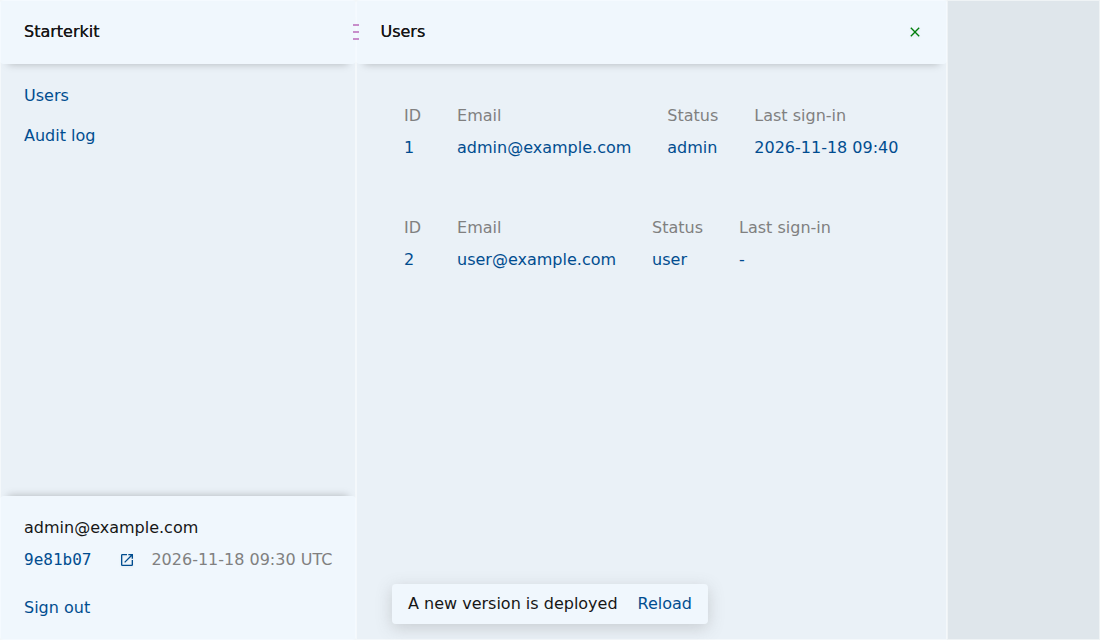 Starterkit
Users
Audit log
admin@example.com
9e81b07 2026-11-18 09:30 UTC
Sign out
Users
ID Email Status Last sign-in
1 admin@example.com admin 2026-11-18 09:40
ID Email Status Last sign-in
2 user@example.com user -
A new version is deployed Reload